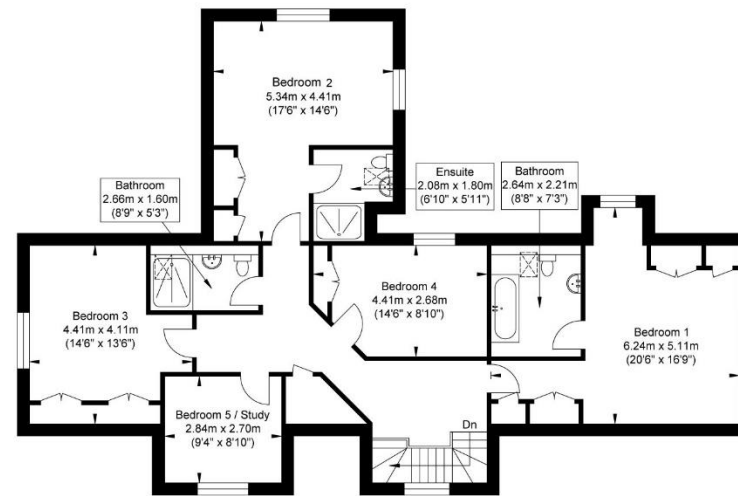 Bedroom 2
5.34m x 4.41m
(17'6" x 14'6")
Bathroom
2.66m x 1.60m
(8'9" x 5'3")
Ensuite
2.08m x 1.80m
(6'10" x 5'11")
Bathroom
2.64m x 2.21m
(8'8" x 7'3")
Bedroom 3
4.41m x 4.11m
(14'6" x 13'6")
Bedroom 4
4.41m x 2.68m
(14'6" x 8'10")
Bedroom 1
6.24m x 5.11m
(20'6" x 16'9")
Bedroom 5 / Study
2.84m x 2.70m
(9'4" x 8'10")
Dn